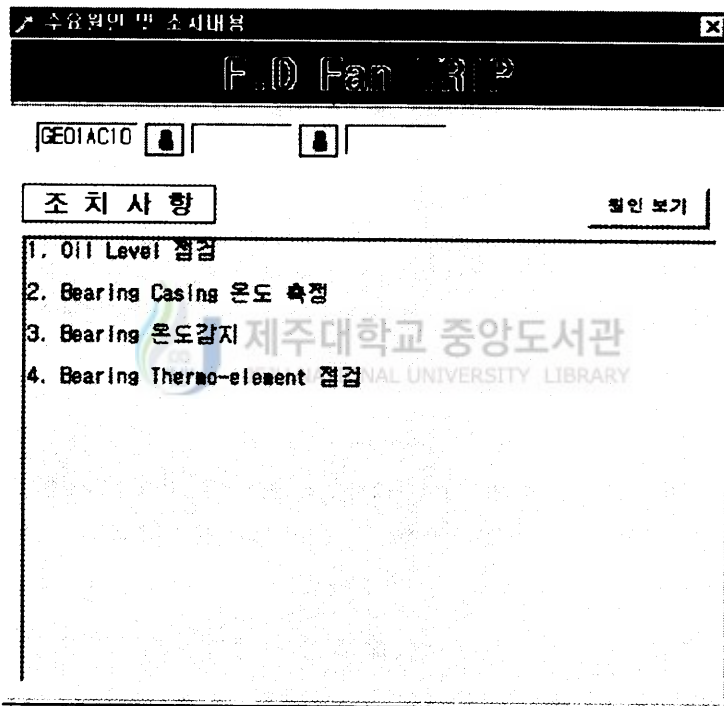 주요원인 및 조치내용
F.D Fan TRIP
GE01AC10
조치사항
원인 보기
1. Oil Level 점검
2. Bearing Casing 온도 측정
3. Bearing 온도감지
4. Bearing Thermo-element 점검
제주대학교 중앙도서관
NAL UNIVERSITY LIBRARY